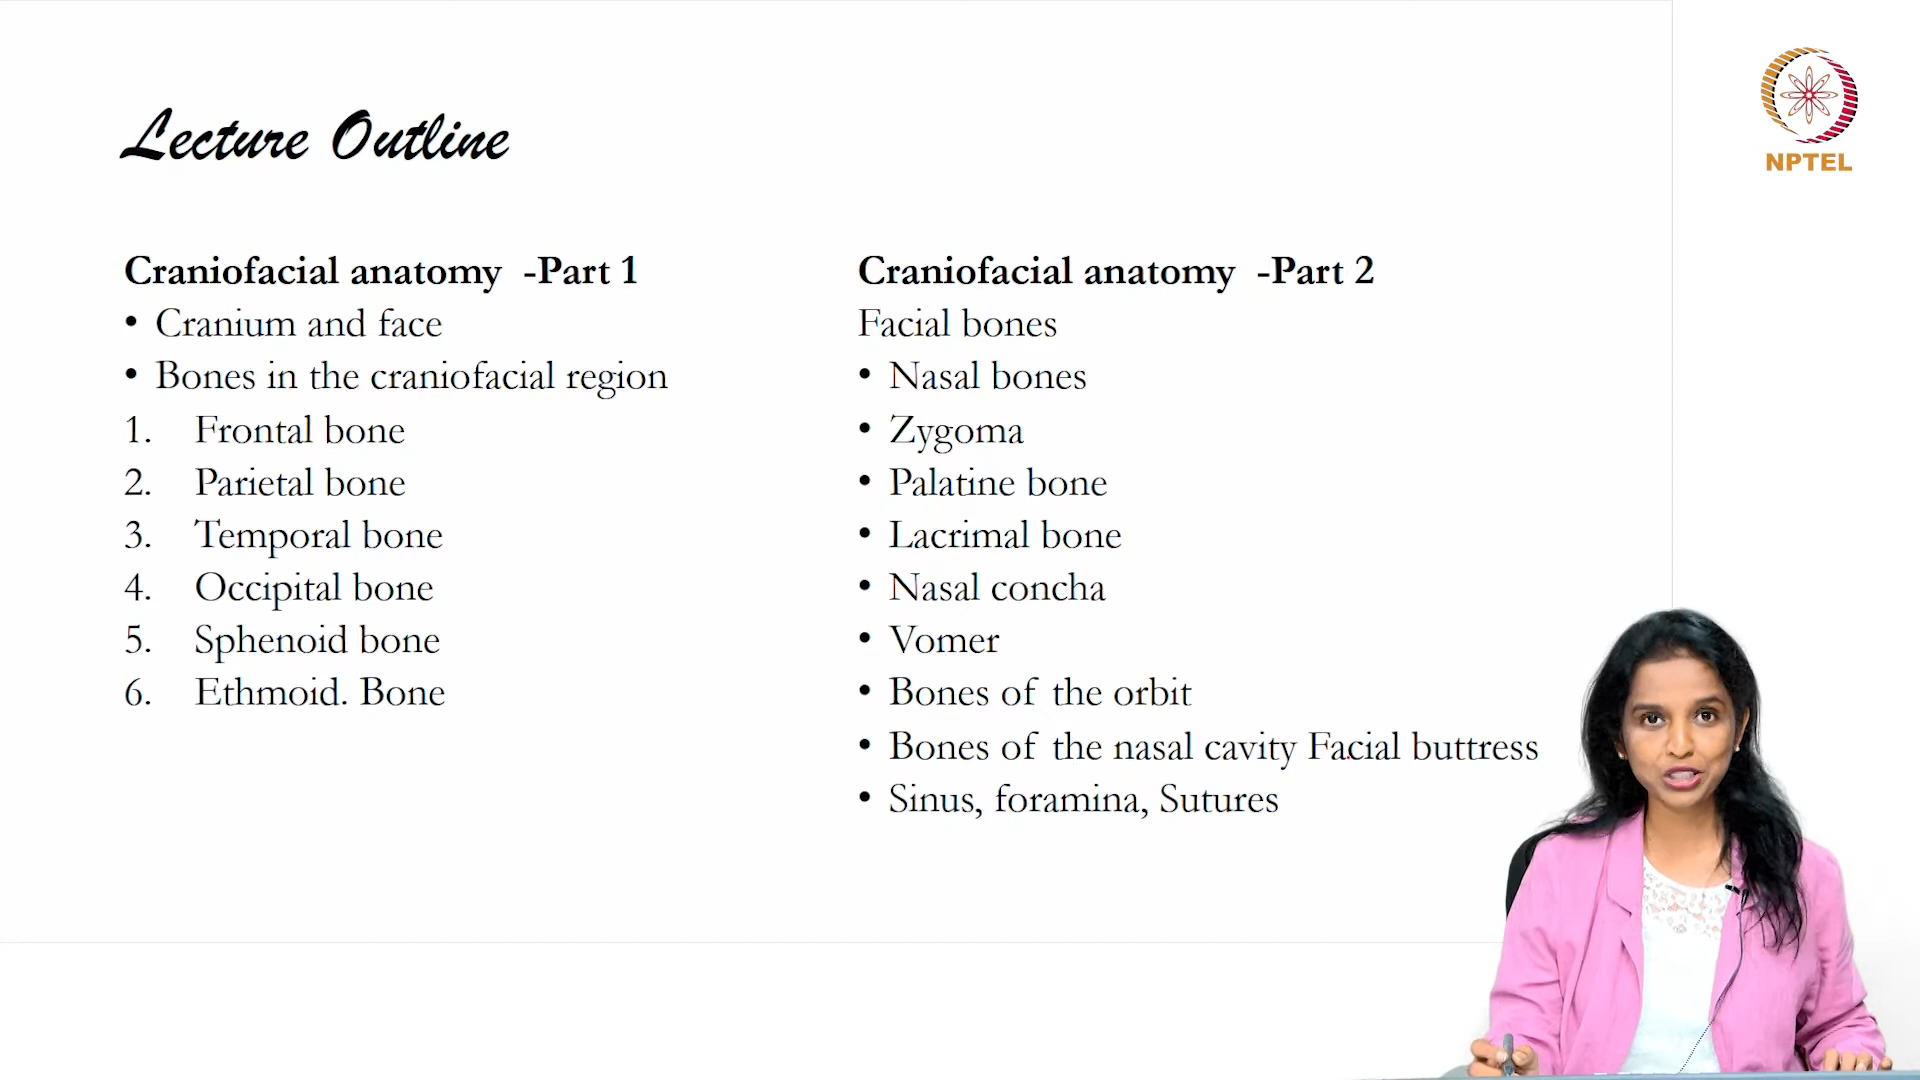 Lecture Outline
NPTEL
Craniofacial anatomy -Part 1
• Cranium and face
• Bones in the craniofacial region
1. Frontal bone
2. Parietal bone
3. Temporal bone
4. Occipital bone
5. Sphenoid bone
6. Ethmoid. Bone
Craniofacial anatomy -Part 2
Facial bones
• Nasal bones
• Zygoma
• Palatine bone
• Lacrimal bone
• Nasal concha
• Vomer
• Bones of the orbit
• Bones of the nasal cavity Facial buttress
• Sinus, foramina, Sutures